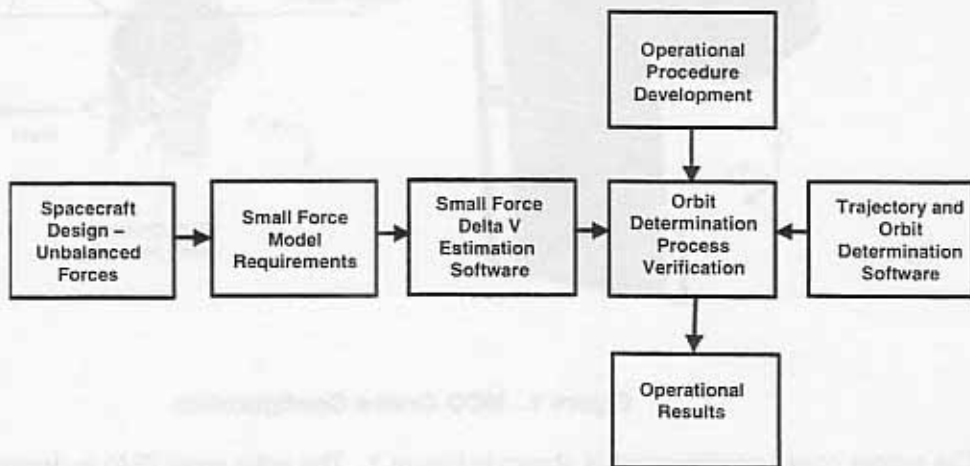 Operational
Procedure
Development
Spacecraft
Design –
Unbalanced
Forces
Small Force
Model
Requirements
Small Force
Delta V
Estimation
Software
Orbit
Determination
Process
Verification
Trajectory and
Orbit
Determination
Software
Operational
Results